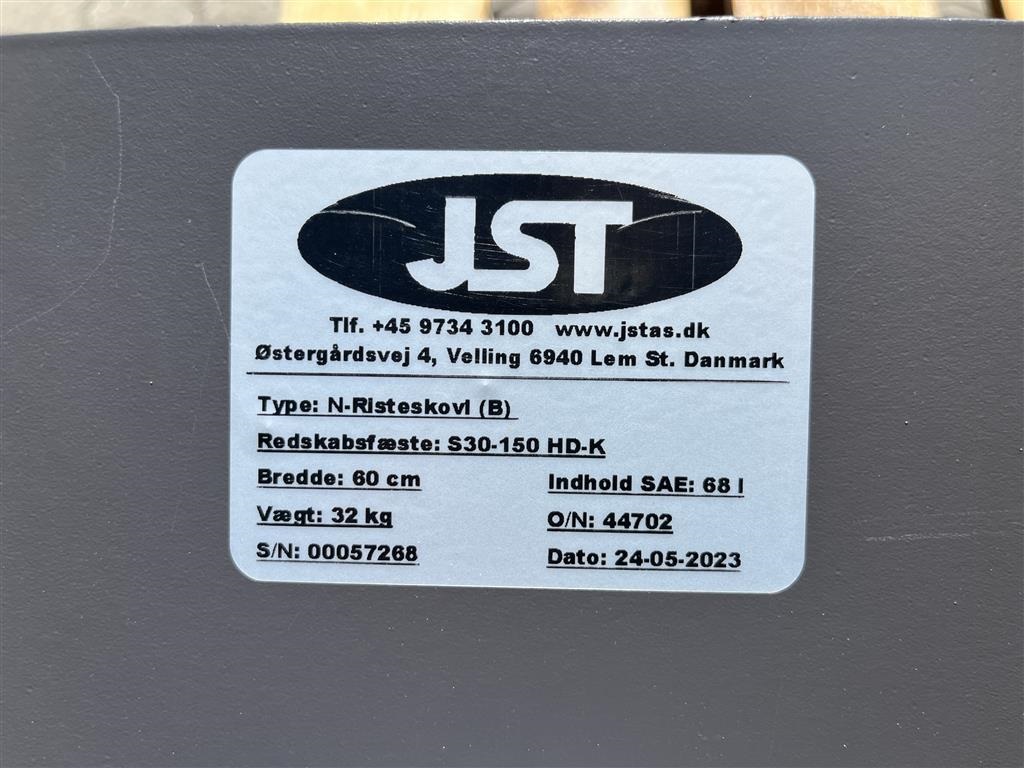 JST
Tlf. +45 9734 3100 www.jstas.dk
Østergårdsvej 4, Velling 6940 Lem St. Danmark
Type: N-Risteskovl (B)
Redskabsfæste: S30-150 HD-K
Bredde: 60 cm Indhold SAE: 68 l
Vægt: 32 kg O/N: 44702
S/N: 00057268 Dato: 24-05-2023